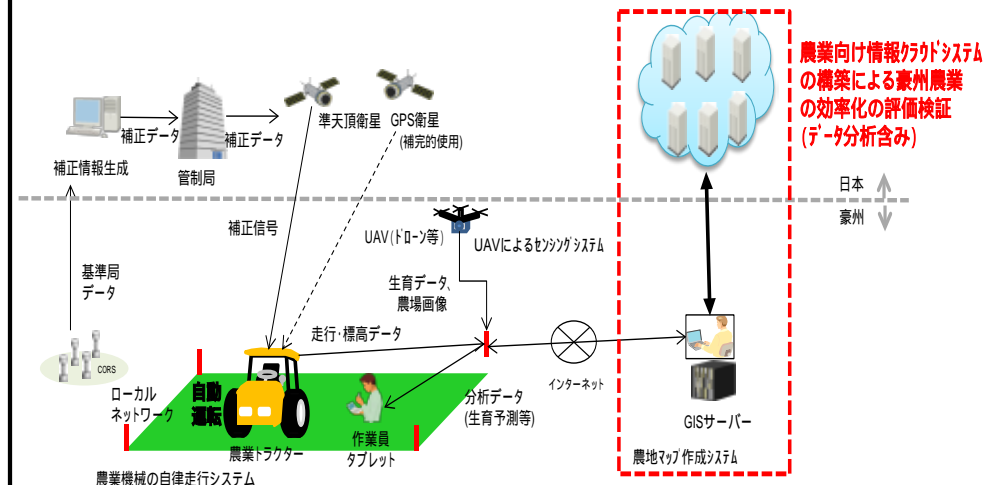 農業向け情報ｸﾗｳﾄﾞｼｽﾃﾑ
の構築による豪州農業
の効率化の評価検証
(ﾃﾞｰﾀ分析含み)
補正データ
補正データ
準天頂衛星
GPS衛星
(補完的使用)
補正情報生成
管制局
日本
豪州
補正信号
UAV(ﾄﾞﾛｰﾝ等)
UAVによるｾﾝｼﾝｸﾞｼｽﾃﾑ
基準局
データ
生育データ、
農場画像
走行・標高データ
CORS
インターネット
ローカル
ネットワーク
自動
運転
分析データ
(生育予測等)
GISサーバー
作業員
タブレット
農業トラクター
農地ﾏｯﾌﾟ作成ｼｽﾃﾑ
農業機械の自律走行システム